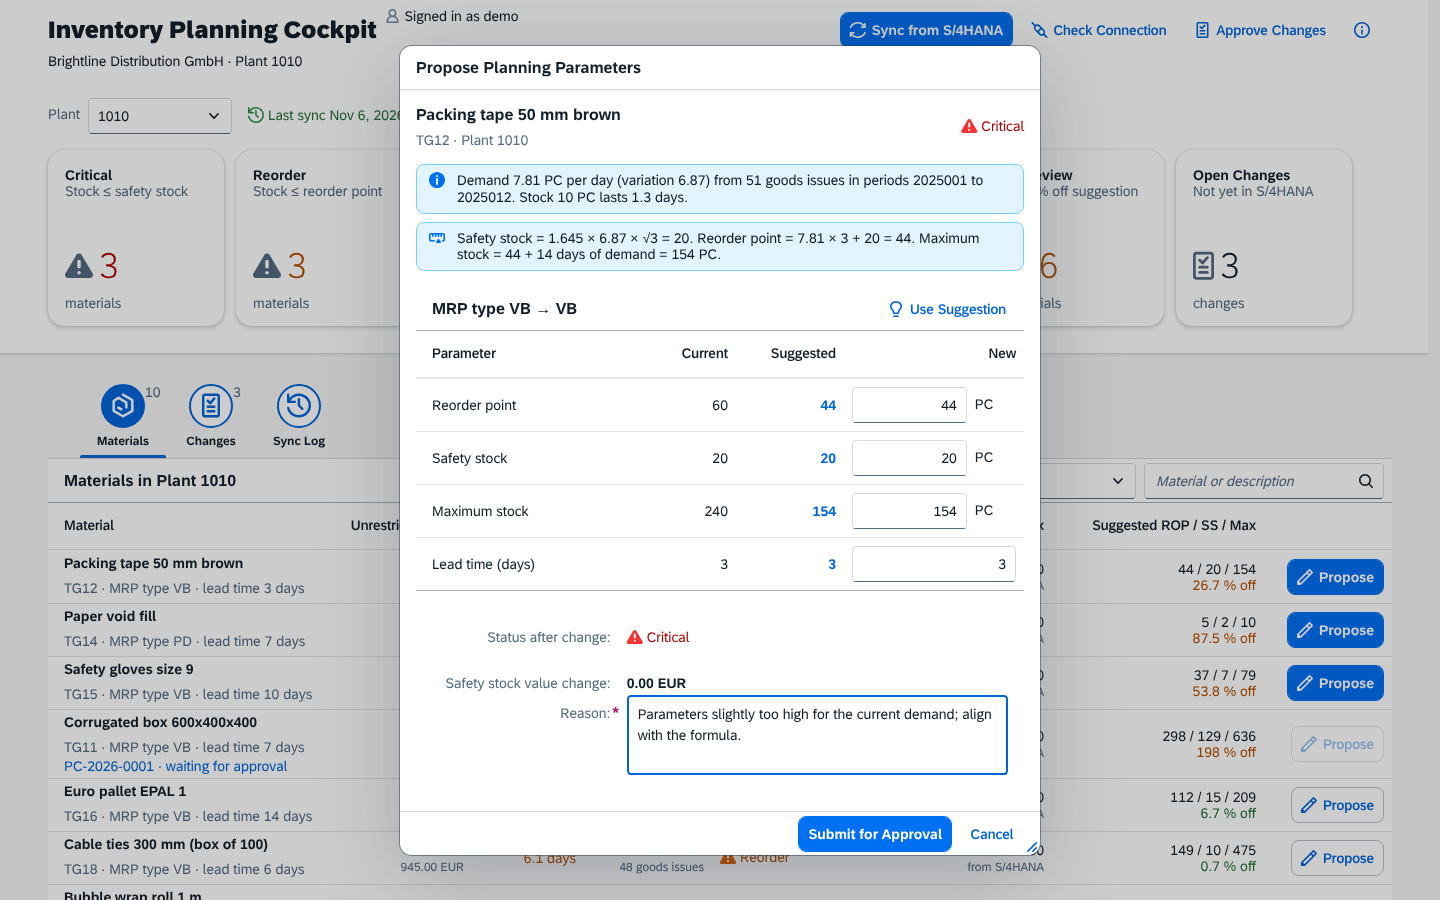 Inventory Planning Cockpit
Signed in as demo
Sync from S/4HANA
Check Connection
Approve Changes
Brightline Distribution GmbH · Plant 1010
Plant
1010
Last sync Nov 6, 202
Critical
Stock ≤ safety stock
3
materials
Reorder
Stock ≤ reorder point
3
materials
% off suggestion
6
Open Changes
Not yet in S/4HANA
3
changes
Materials
10
Changes
3
Sync Log
Propose Planning Parameters
Packing tape 50 mm brown
TG12 · Plant 1010
Critical
Demand 7.81 PC per day (variation 6.87) from 51 goods issues in periods 2025001 to
2025012. Stock 10 PC lasts 1.3 days.
Safety stock = 1.645 × 6.87 × √3 = 20. Reorder point = 7.81 × 3 + 20 = 44. Maximum
stock = 44 + 14 days of demand = 154 PC.
MRP type VB → VB
Use Suggestion
Parameter Current Suggested New
Reorder point 60 44 44 PC
Safety stock 20 20 20 PC
Maximum stock 240 154 154 PC
Lead time (days) 3 3 3
Status after change: Critical
Safety stock value change: 0.00 EUR
Reason:* Parameters slightly too high for the current demand; align
with the formula.
Submit for Approval
Cancel
Materials in Plant 1010
Material or description
Material
Suggested ROP / SS / Max
Packing tape 50 mm brown
TG12 · MRP type VB · lead time 3 days
44 / 20 / 154
26.7 % off
Propose
Paper void fill
TG14 · MRP type PD · lead time 7 days
5 / 2 / 10
87.5 % off
Propose
Safety gloves size 9
TG15 · MRP type VB · lead time 10 days
37 / 7 / 79
53.8 % off
Propose
Corrugated box 600x400x400
TG11 · MRP type VB · lead time 7 days
PC-2026-0001 · waiting for approval
298 / 129 / 636
198 % off
Propose
Euro pallet EPAL 1
TG16 · MRP type VB · lead time 14 days
112 / 15 / 209
6.7 % off
Propose
Cable ties 300 mm (box of 100)
TG18 · MRP type VB · lead time 6 days
945.00 EUR
6.1 days
48 goods issues
Reorder
from S/4HANA
149 / 10 / 475
0.7 % off
Propose
Bubble wrap roll 1 m